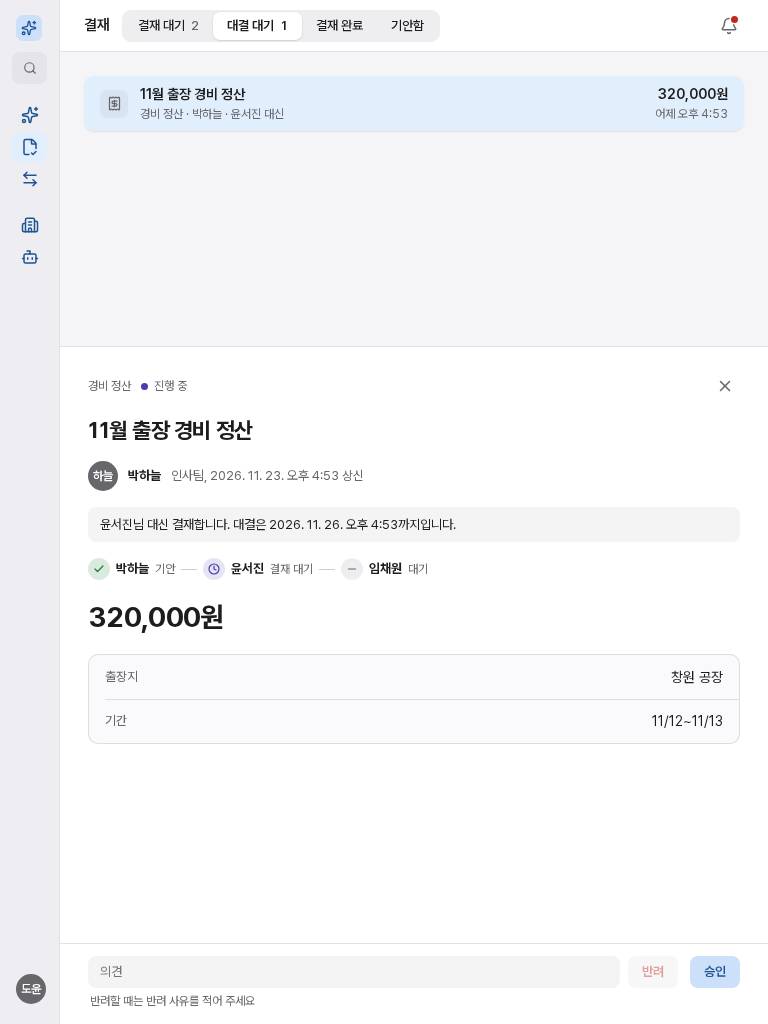 결재 결재 대기 2 대결 대기 1 결재 완료 기안함
11월 출장 경비 정산 320,000원
경비 정산 · 박하늘 · 윤서진 대신 어제 오후 4:53
경비 정산 진행 중
11월 출장 경비 정산
하늘 박하늘 인사팀, 2026. 11. 23. 오후 4:53 상신
윤서진님 대신 결재합니다. 대결은 2026. 11. 26. 오후 4:53까지입니다.
박하늘 기안 윤서진 결재 대기 임채원 대기
320,000원
출장지 창원 공장
기간 11/12~11/13
의견 반려 승인
반려할 때는 반려 사유를 적어 주세요
도윤